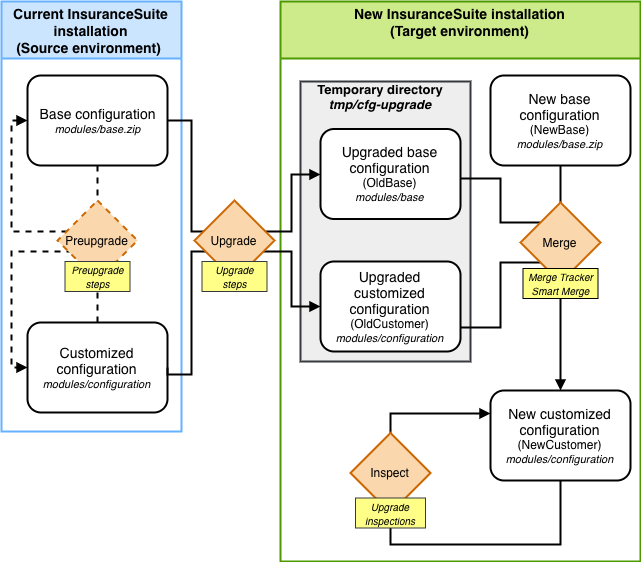 Current InsuranceSuite
installation
(Source environment)
Base configuration
modules/base.zip
Preupgrade
Preupgrade
steps
Customized
configuration
modules/configuration
Upgrade
Upgrade
steps
New InsuranceSuite installation
(Target environment)
Temporary directory
tmp/cfg-upgrade
Upgraded base
configuration
(OldBase)
modules/base
Upgraded
customized
configuration
(OldCustomer)
modules/configuration
New base
configuration
(NewBase)
modules/base.zip
Merge
Merge Tracker
Smart Merge
New customized
configuration
(NewCustomer)
modules/configuration
Inspect
Upgrade
inspections